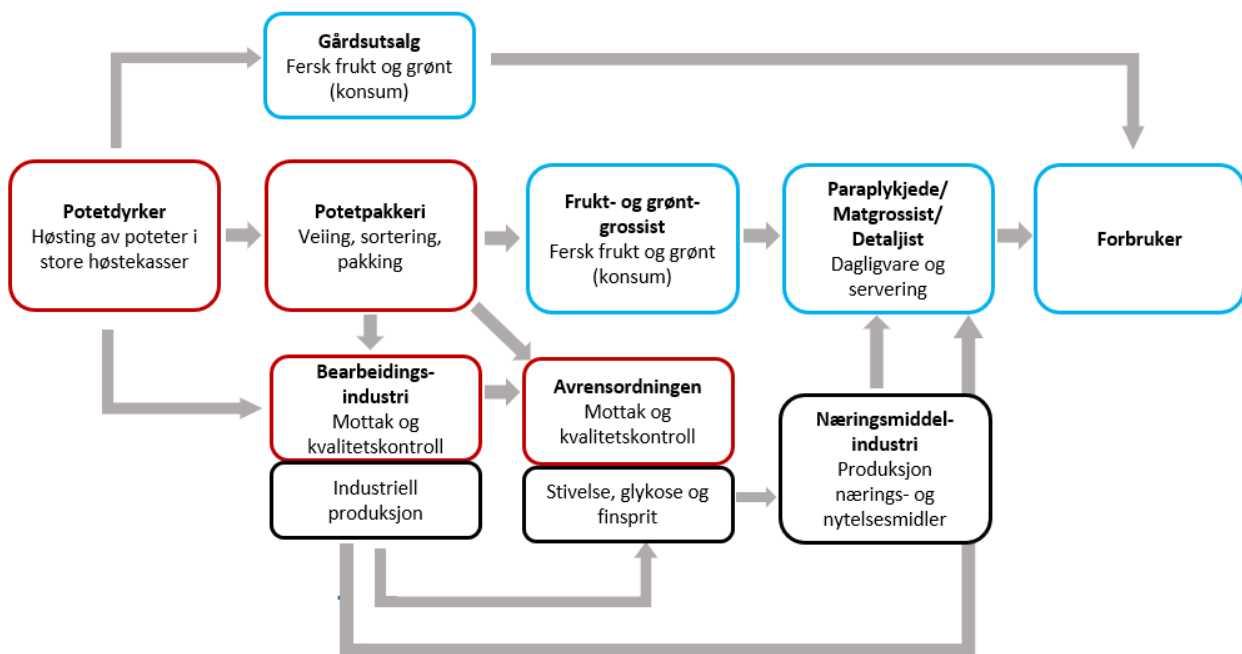 Gårdsutsalg
Fersk frukt og grønt
(konsum)
Potetdyrker
Høsting av poteter i
store høstekasser
Potetpakkeri
Veiing, sortering,
pakking
Frukt- og grønt-
grossist
Fersk frukt og grønt
(konsum)
Paraplykjede/
Matgrossist/
Detaljist
Dagligvare og
servering
Forbruker
Bearbeidings-
industri
Mottak og
kvalitetskontroll
Industriell
produksjon
Avrensordningen
Mottak og
kvalitetskontroll
Stivelse, glykose og
finsprit
Næringsmiddel-
industri
Produksjon
nærings- og
nytelsesmidler